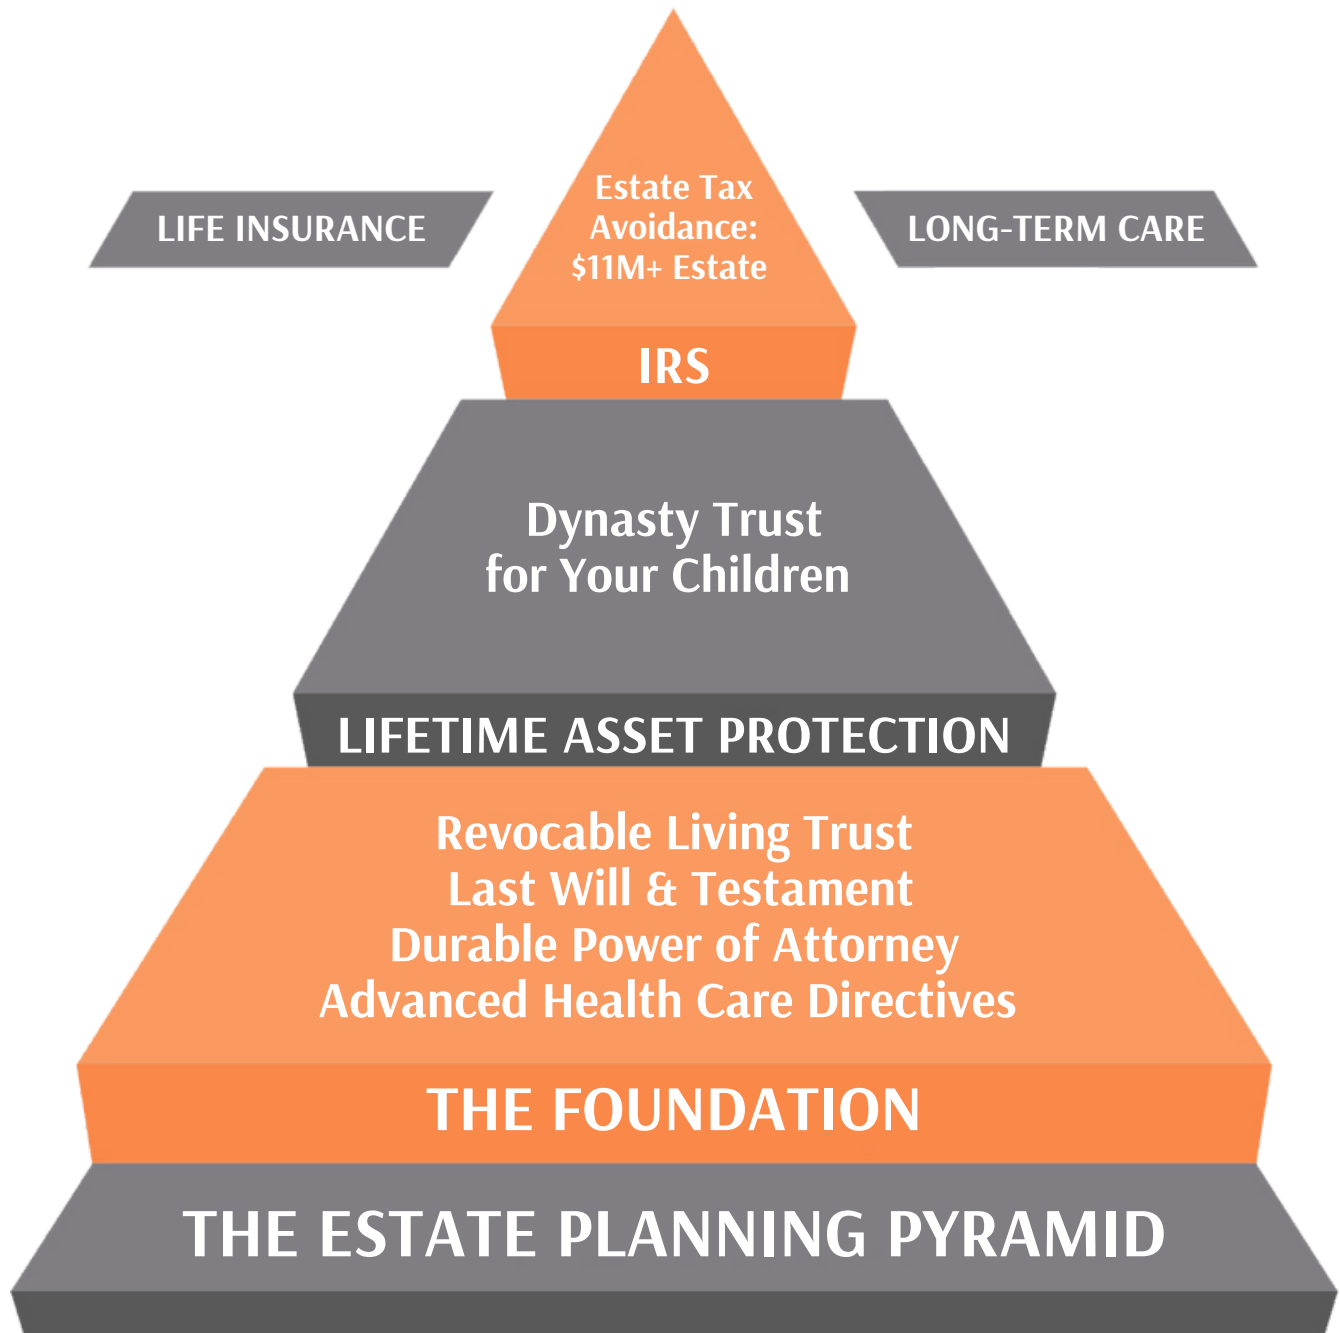 Estate Tax
Avoidance:
$11M+ Estate
LIFE INSURANCE
LONG-TERM CARE
IRS
Dynasty Trust
for Your Children
LIFETIME ASSET PROTECTION
Revocable Living Trust
Last Will & Testament
Durable Power of Attorney
Advanced Health Care Directives
THE FOUNDATION
THE ESTATE PLANNING PYRAMID